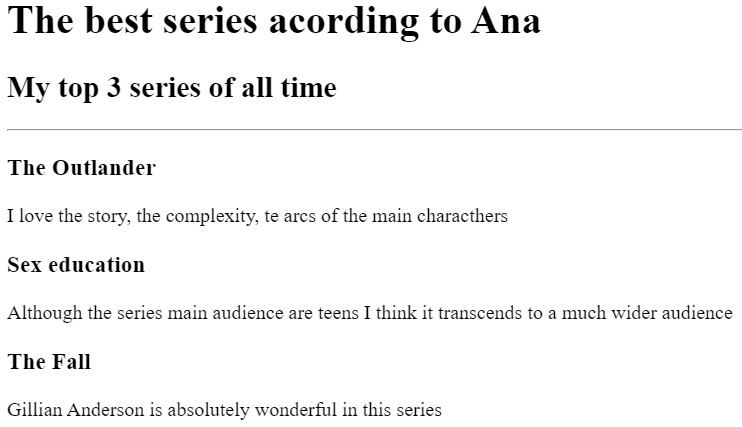 The best series acording to Ana
My top 3 series of all time
The Outlander
I love the story, the complexity, te arcs of the main characthers
Sex education
Although the series main audience are teens I think it transcends to a much wider audience
The Fall
Gillian Anderson is absolutely wonderful in this series